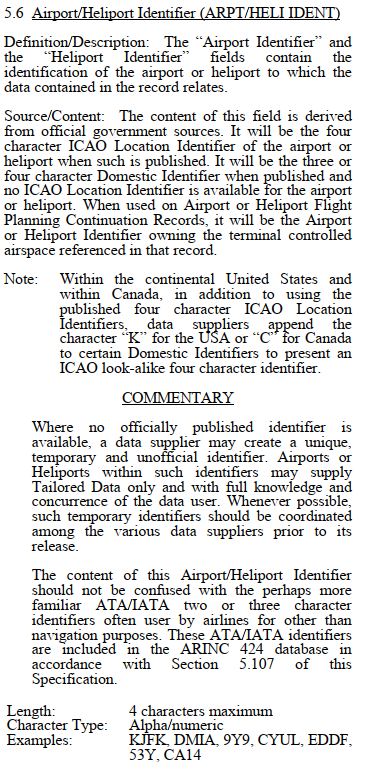 5.6 Airport/Heliport Identifier (ARPT/HELI IDENT)
Definition/Description: The “Airport Identifier” and
the “Heliport Identifier” fields contain the
identification of the airport or heliport to which the
data contained in the record relates.
Source/Content: The content of this field is derived
from official government sources. It will be the four
character ICAO Location Identifier of the airport or
heliport when such is published. It will be the three or
four character Domestic Identifier when published and
no ICAO Location Identifier is available for the airport
or heliport. When used on Airport or Heliport Flight
Planning Continuation Records, it will be the Airport
or Heliport Identifier owning the terminal controlled
airspace referenced in that record.
Note: Within the continental United States and
within Canada, in addition to using the
published four character ICAO Location
Identifiers, data suppliers append the
character “K” for the USA or “C” for Canada
to certain Domestic Identifiers to present an
ICAO look-alike four character identifier.
COMMENTARY
Where no officially published identifier is
available, a data supplier may create a unique,
temporary and unofficial identifier. Airports or
Heliports within such identifiers may supply
Tailored Data only and with full knowledge and
concurrence of the data user. Whenever possible,
such temporary identifiers should be coordinated
among the various data suppliers prior to its
release.
The content of this Airport/Heliport Identifier
should not be confused with the perhaps more
familiar ATA/IATA two or three character
identifiers often user by airlines for other than
navigation purposes. These ATA/IATA identifiers
are included in the ARINC 424 database in
accordance with Section 5.107 of this
Specification.
Length: 4 characters maximum
Character Type: Alpha/numeric
Examples: KJFK, DMIA, 9Y9, CYUL, EDDF,
53Y, CA14